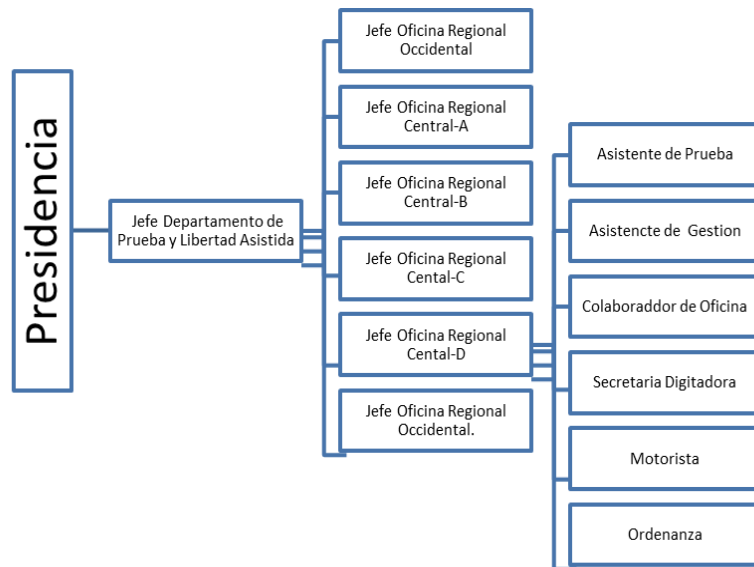 Presidencia
Jefe Departamento de
Prueba y Libertad Asistida
Jefe Oficina Regional
Occidental
Jefe Oficina Regional
Central-A
Jefe Oficina Regional
Central-B
Jefe Oficina Regional
Cental-C
Jefe Oficina Regional
Cental-D
Jefe Oficina Regional
Occidental.
Asistente de Prueba
Asistencte de Gestion
Colaboraddor de Oficina
Secretaria Digitadora
Motorista
Ordenanza